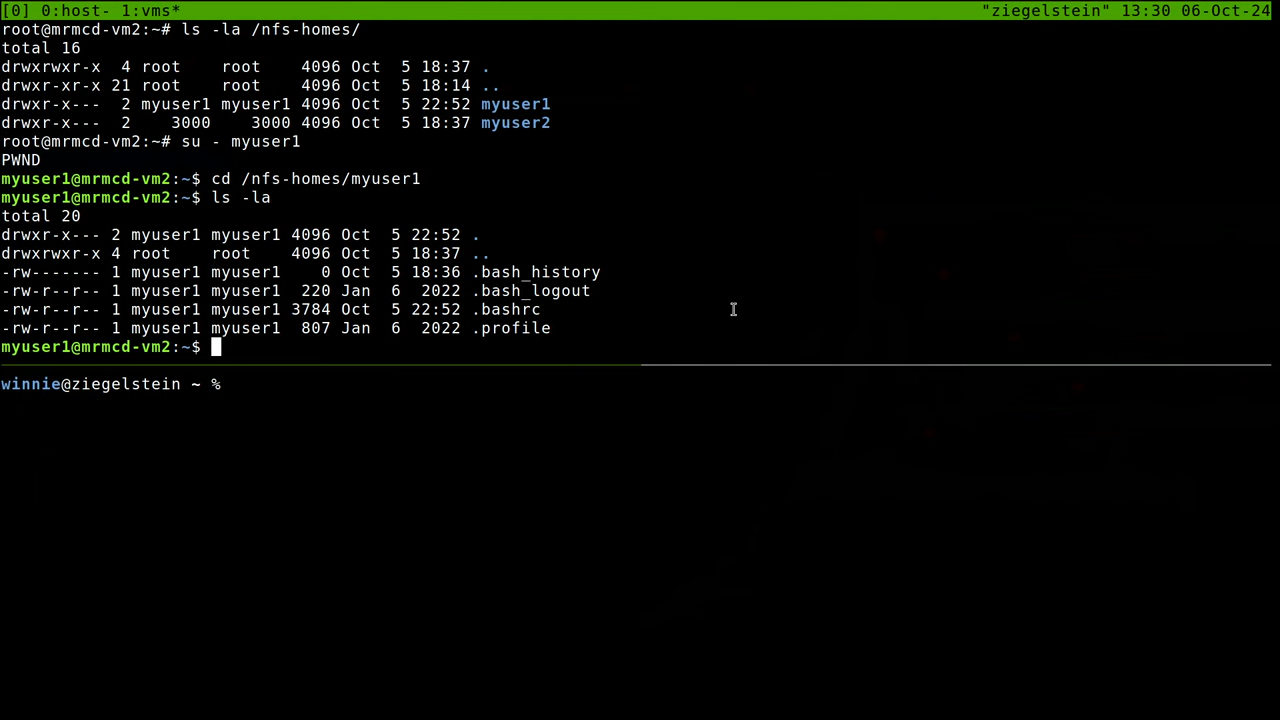 [0] 0:host- 1:vms* "ziegelstein" 13:30 06-Oct-24
root@mrmcd-vm2:~# ls -la /nfs-homes/
total 16
drwxrwxr-x  4 root    root    4096 Oct  5 18:37 .
drwxr-xr-x 21 root    root    4096 Oct  5 18:14 ..
drwxr-x---  2 myuser1 myuser1 4096 Oct  5 22:52 myuser1
drwxr-x---  2    3000    3000 4096 Oct  5 18:37 myuser2
root@mrmcd-vm2:~# su - myuser1
PWND
myuser1@mrmcd-vm2:~$ cd /nfs-homes/myuser1
myuser1@mrmcd-vm2:~$ ls -la
total 20
drwxr-x--- 2 myuser1 myuser1 4096 Oct  5 22:52 .
drwxrwxr-x 4 root    root    4096 Oct  5 18:37 ..
-rw------- 1 myuser1 myuser1    0 Oct  5 18:36 .bash_history
-rw-r--r-- 1 myuser1 myuser1  220 Jan  6  2022 .bash_logout
-rw-r--r-- 1 myuser1 myuser1 3784 Oct  5 22:52 .bashrc
-rw-r--r-- 1 myuser1 myuser1  807 Jan  6  2022 .profile
myuser1@mrmcd-vm2:~$
winnie@ziegelstein ~ %